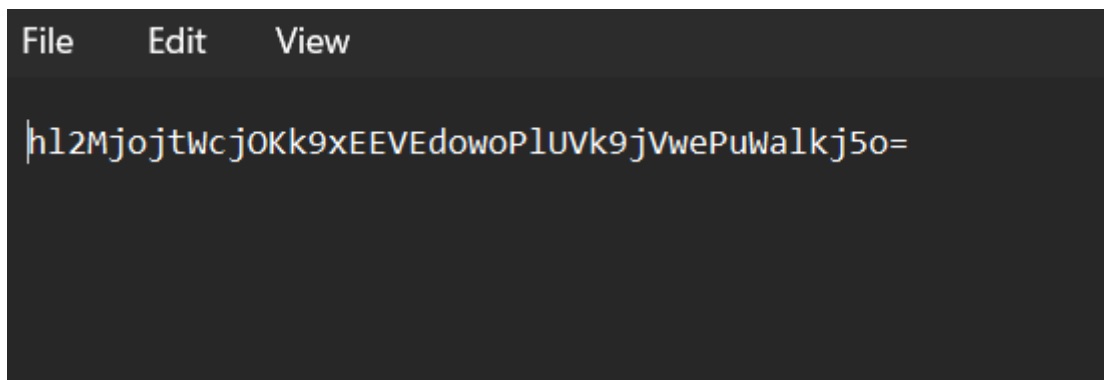 File Edit View
hl2MjojtWcjOKk9xEEVEdowoPlUVk9jVwePuWalkj5o=